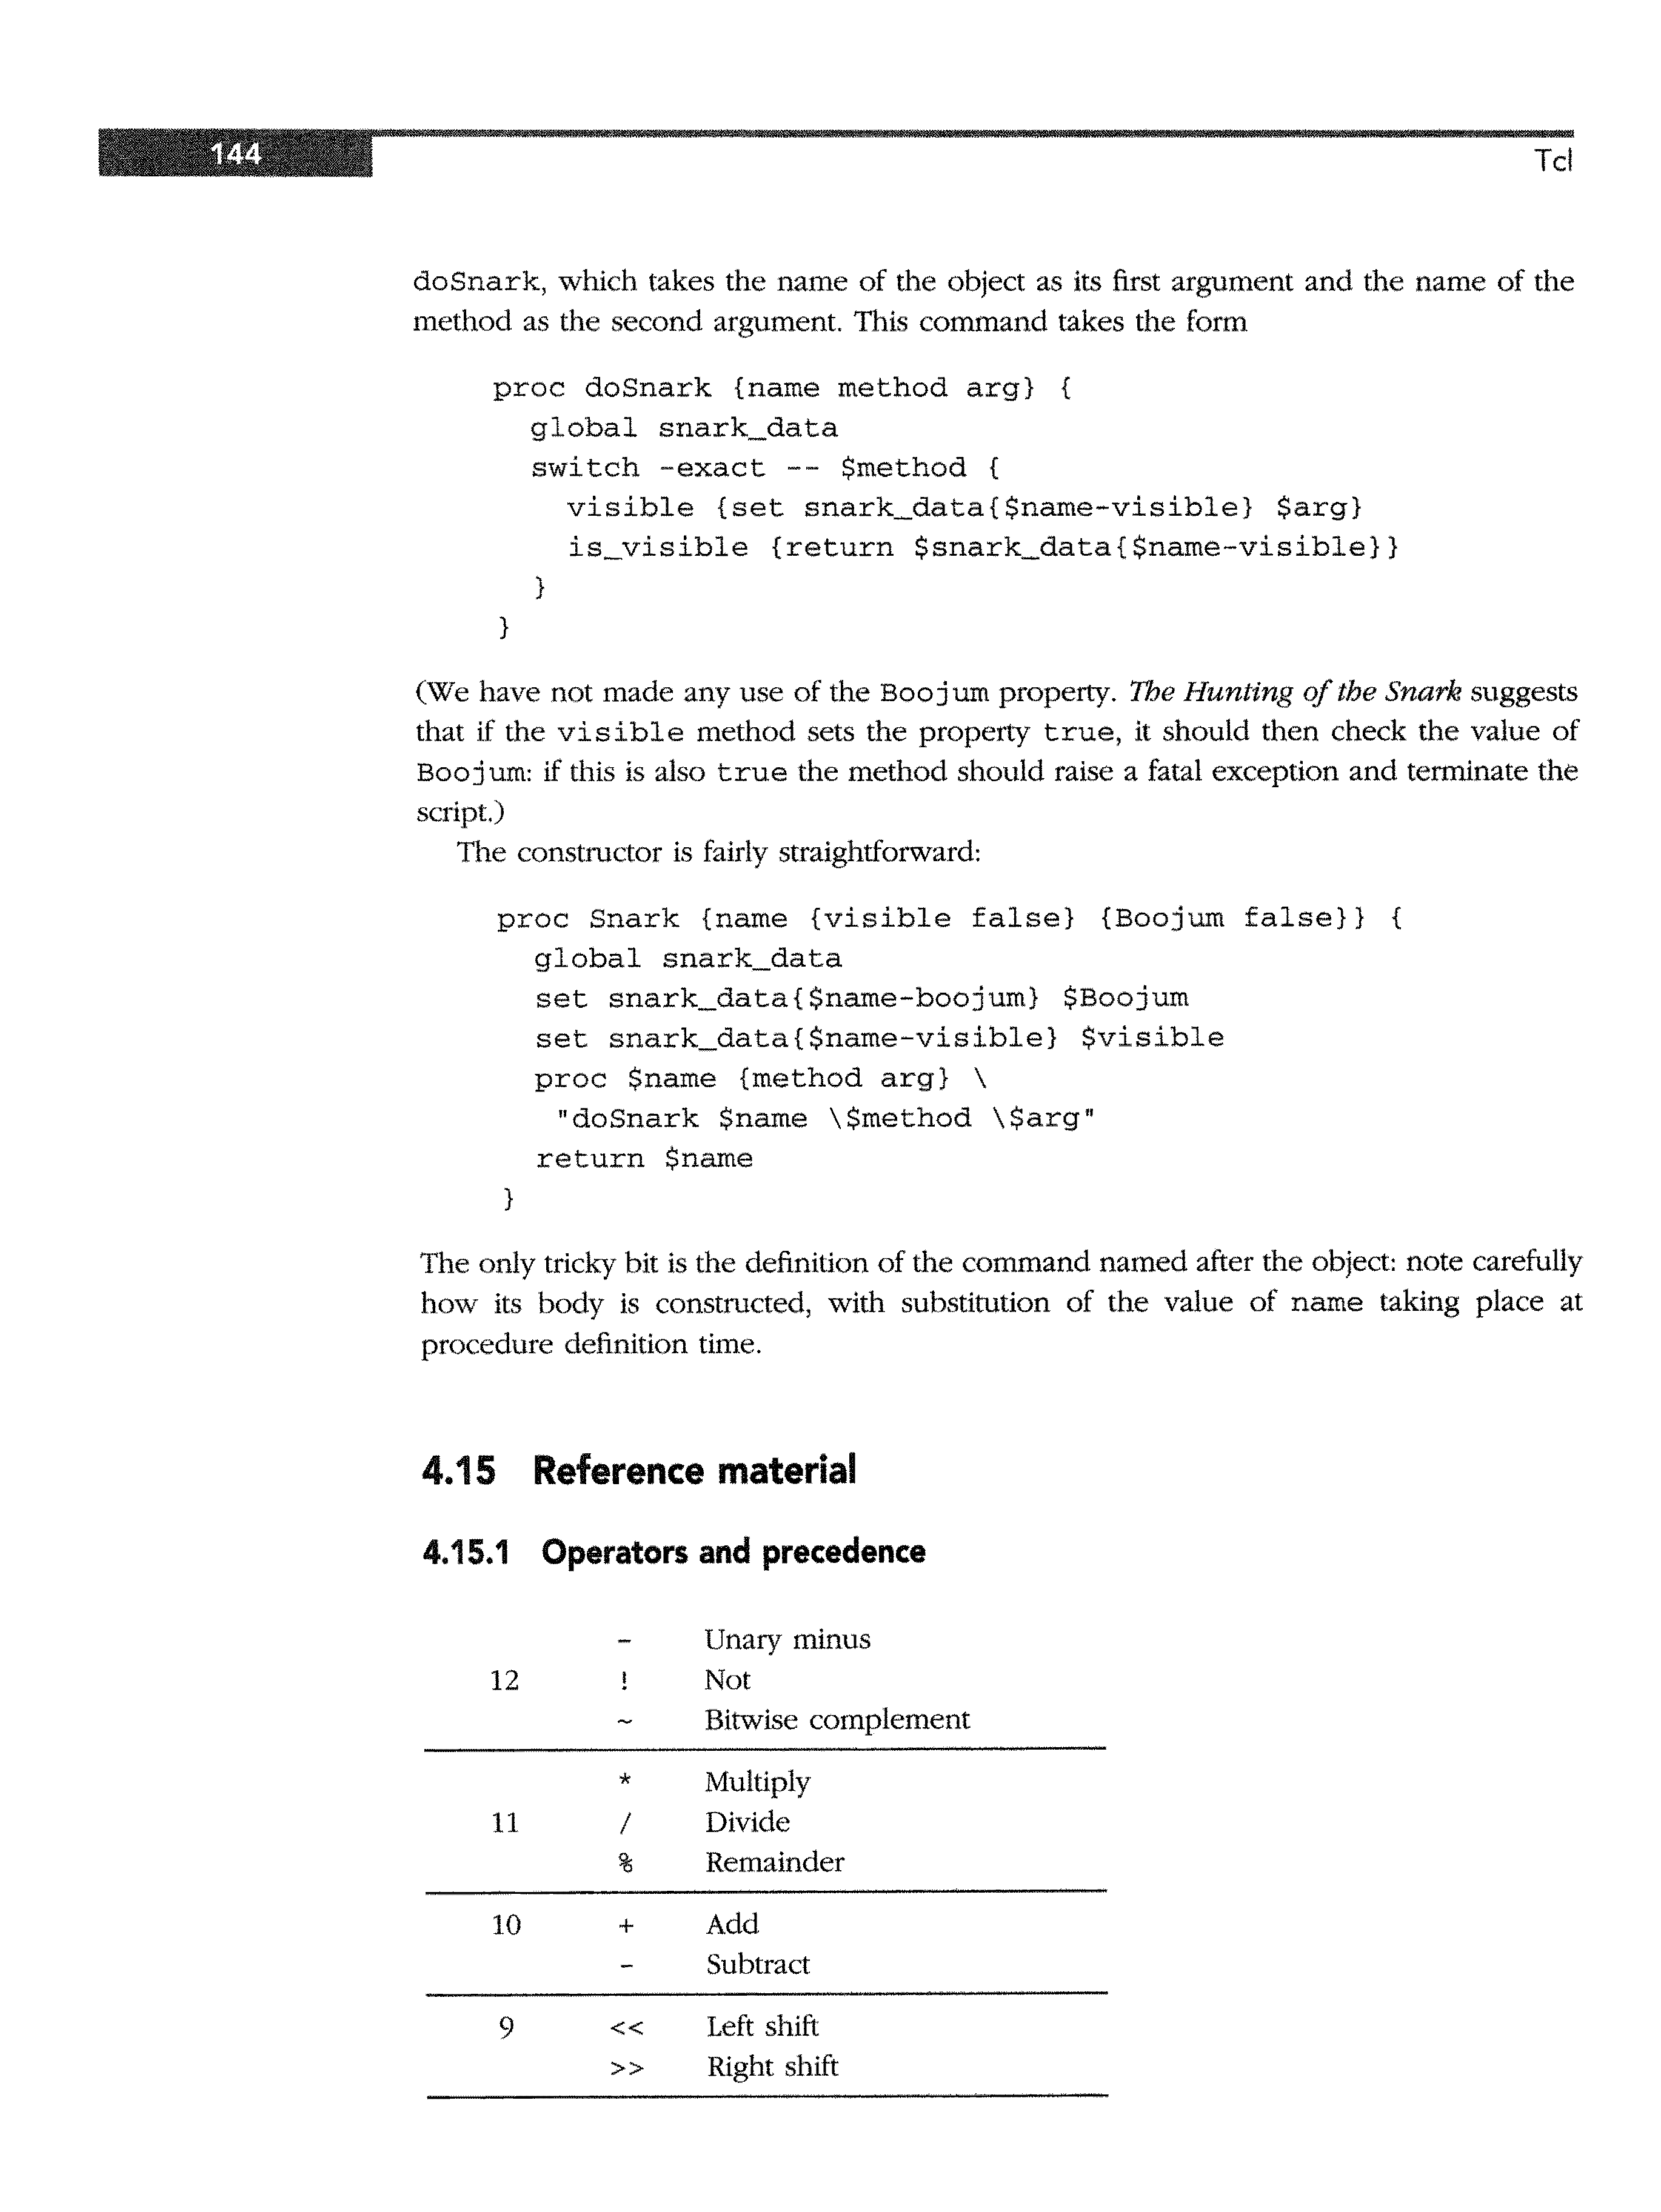 144
Tcl
doSnark, which takes the name of the object as its first argument and the name of the
method as the second argument. This command takes the form
proc doSnark {name method arg} {
global snark_data
switch -exact -- $method {
visible {set snark_data{$name-visible} $arg}
is_visible {return $snark_data{$name-visible}}
}
}
(We have not made any use of the Boojum property. The Hunting of the Snark suggests
that if the visible method sets the property true, it should then check the value of
Boojum: if this is also true the method should raise a fatal exception and terminate the
script.)
The constructor is fairly straightforward:
proc Snark {name {visible false} {Boojum false}} {
global snark_data
set snark_data{$name-boojum} $Boojum
set snark_data{$name-visible} $visible
proc $name {method arg} \
"doSnark $name \$method \$arg"
return $name
}
The only tricky bit is the definition of the command named after the object: note carefully
how its body is constructed, with substitution of the value of name taking place at
procedure definition time.
4.15 Reference material
4.15.1 Operators and precedence
- Unary minus
12 ! Not
~ Bitwise complement
* Multiply
11 / Divide
% Remainder
10 + Add
- Subtract
9 << Left shift
>> Right shift